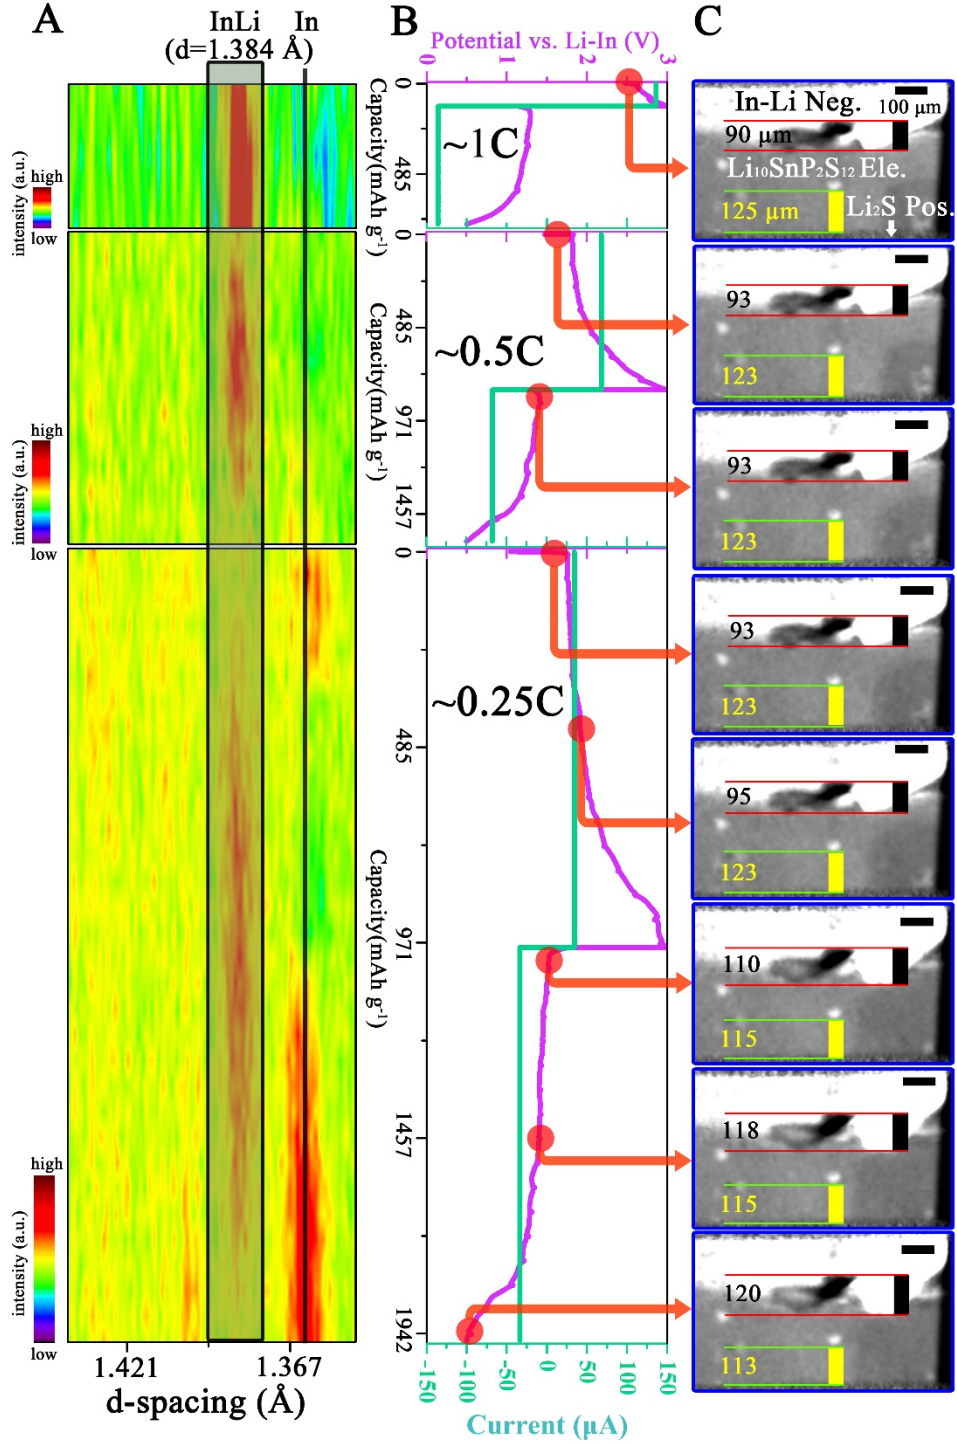 A
InLi In
(d=1.384 Å)
high
intensity (a.u.)
low
high
intensity (a.u.)
low
high
intensity (a.u.)
low
1.421 1.367
d-spacing (Å)
B
Potential vs. Li-In (V)
0 1 2 3
0
485
Capacity(mAh g⁻¹)
~1C
0
485
971
1457
Capacity(mAh g⁻¹)
~0.5C
0
485
971
1457
1942
Capacity(mAh g⁻¹)
~0.25C
-150 -100 -50 0 50 100 150
Current (μA)
C
In-Li Neg.
100 μm
90 μm
Li₁₀SnP₂S₁₂ Ele.
125 μm
Li₂S Pos.
93
123
93
123
93
123
95
123
110
115
118
115
120
113